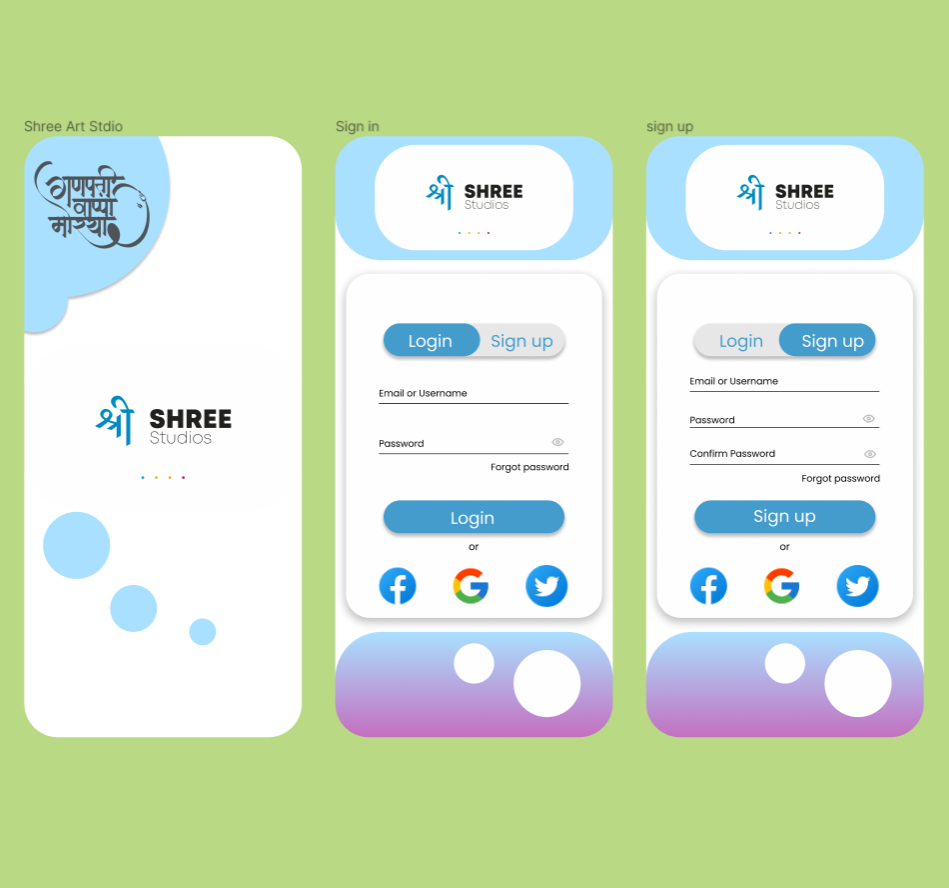 Shree Art Stdio
गणपती
बाप्पा
मोरया
श्री SHREE
Studios
Sign in
श्री SHREE
Studios
Login Sign up
Email or Username
Password
Forgot password
Login
or
sign up
श्री SHREE
Studios
Login Sign up
Email or Username
Password
Confirm Password
Forgot password
Sign up
or